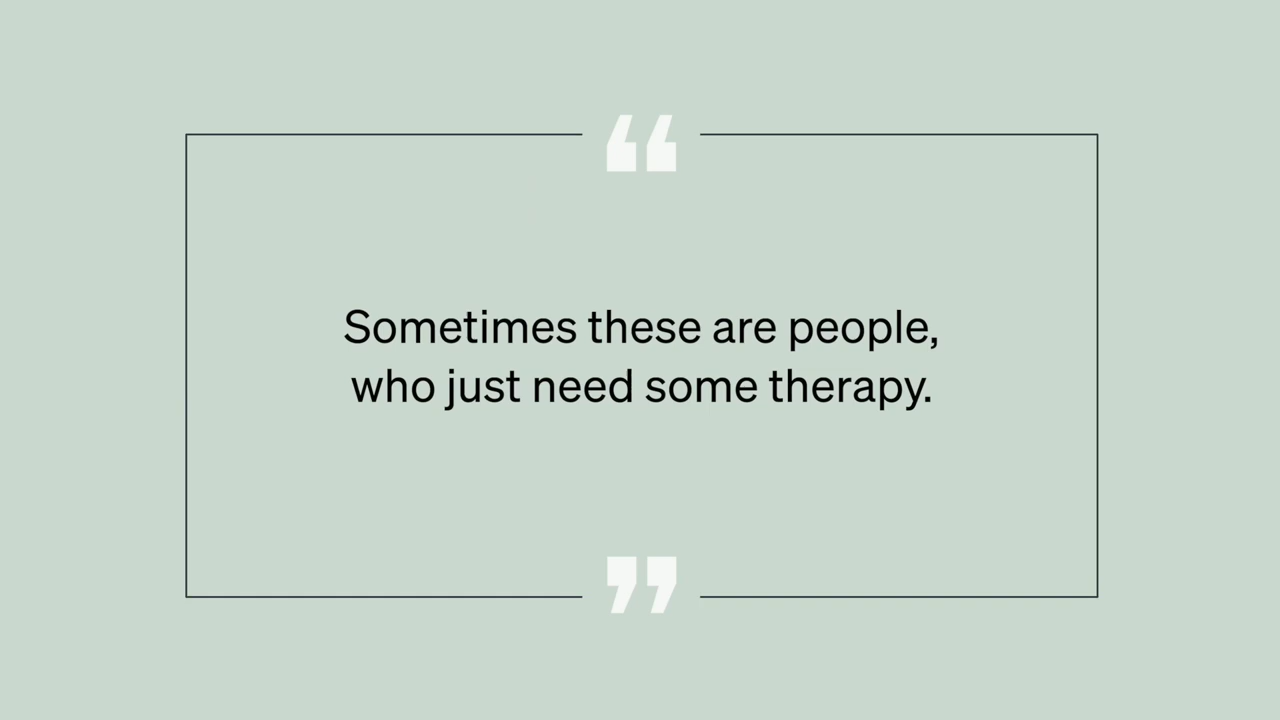 “
Sometimes these are people,
who just need some therapy.
”